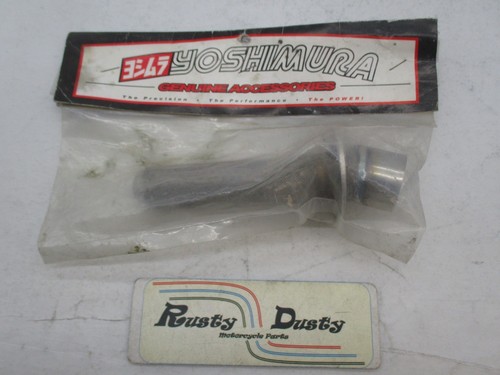 ヨシムラ YOSHIMURA
GENUINE ACCESSORIES
The Precision • The Performance • The POWER!
Rusty Dusty
Motorcycle Parts